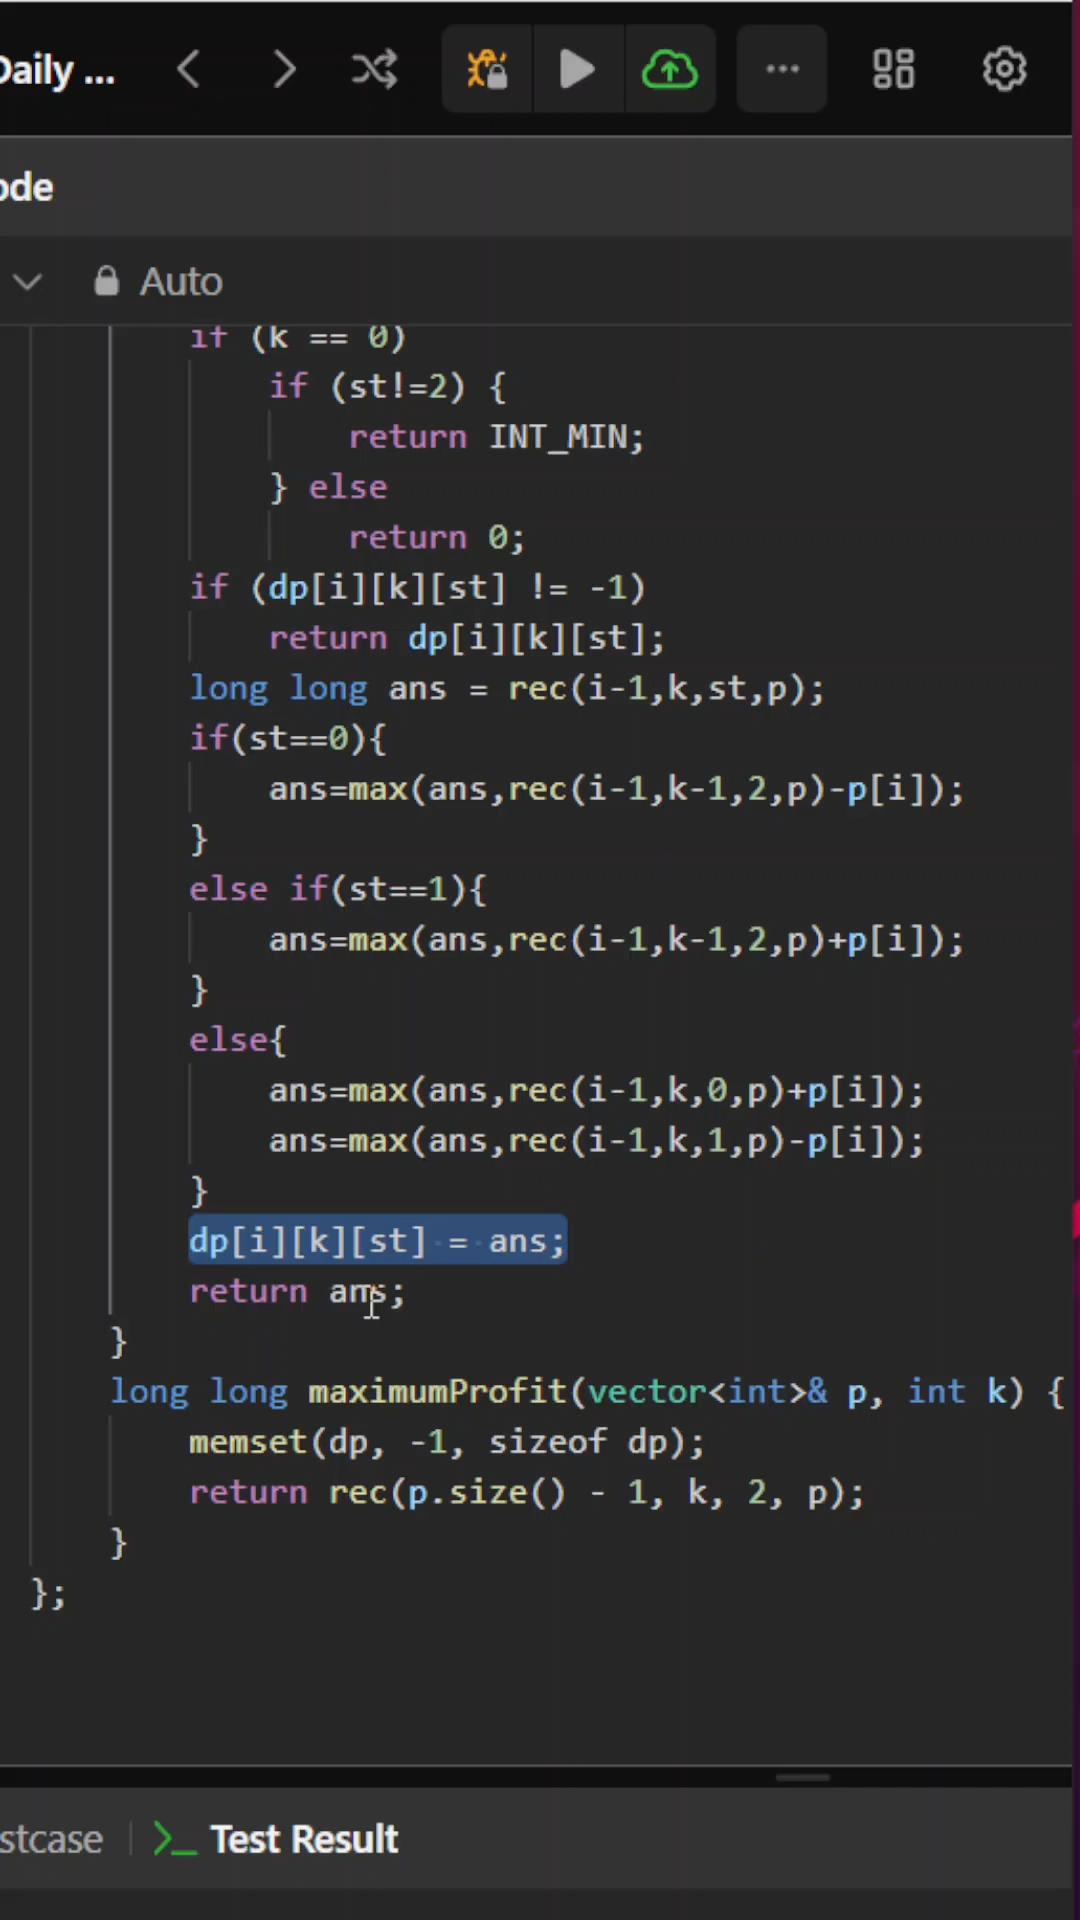 Daily ...
ode
Auto
if (k == 0)
if (st!=2) {
return INT_MIN;
} else
return 0;
if (dp[i][k][st] != -1)
return dp[i][k][st];
long long ans = rec(i-1,k,st,p);
if(st==0){
ans=max(ans,rec(i-1,k-1,2,p)-p[i]);
}
else if(st==1){
ans=max(ans,rec(i-1,k-1,2,p)+p[i]);
}
else{
ans=max(ans,rec(i-1,k,0,p)+p[i]);
ans=max(ans,rec(i-1,k,1,p)-p[i]);
}
dp[i][k][st] = ans;
return ans;
}
long long maximumProfit(vector<int>& p, int k) {
memset(dp, -1, sizeof dp);
return rec(p.size() - 1, k, 2, p);
}
};
stcase
>_ Test Result